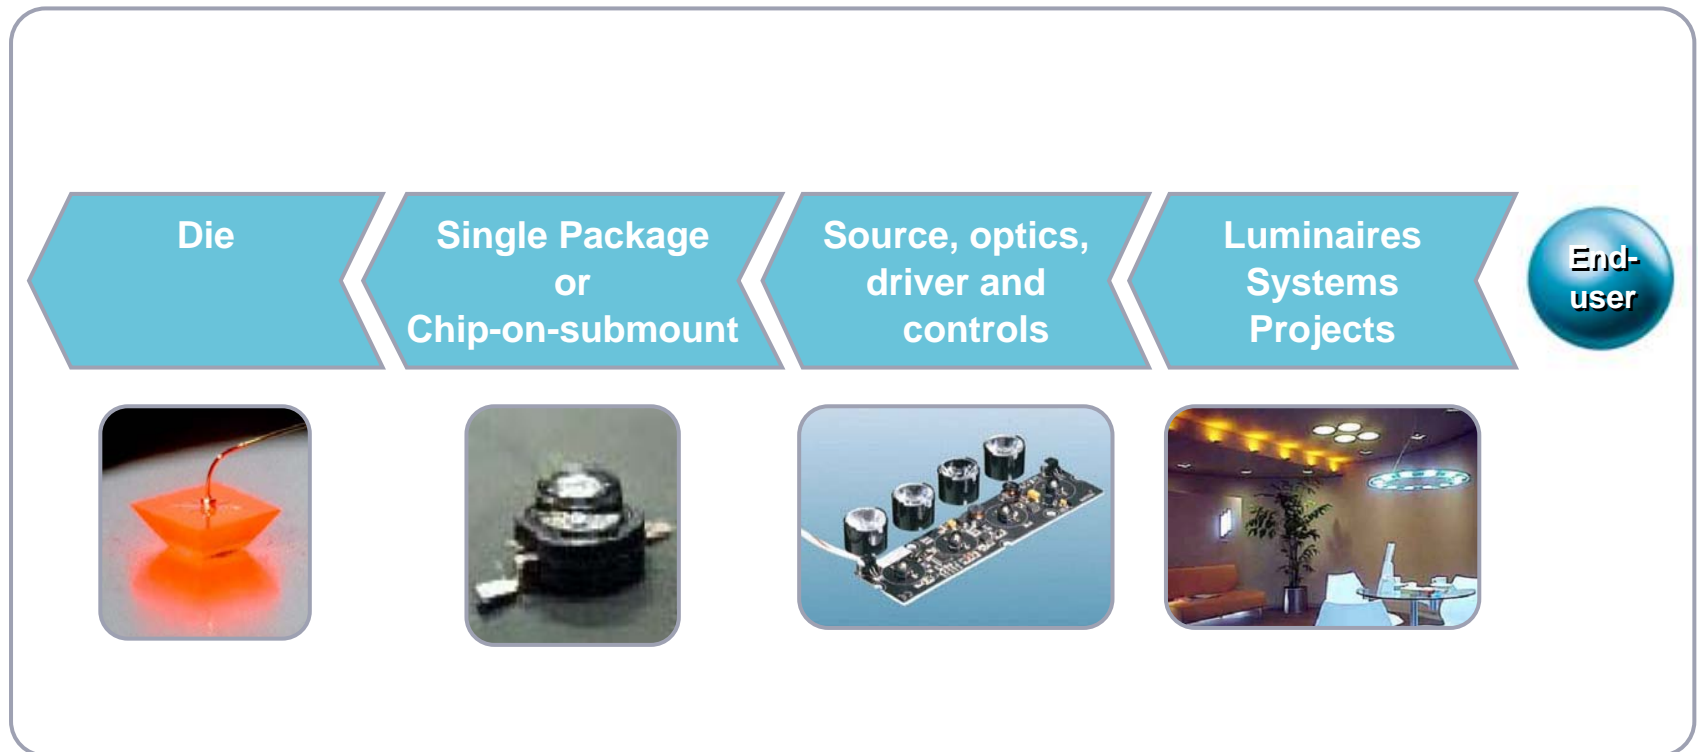 Die
Single Package
or
Chip-on-submount
Source, optics,
driver and
controls
Luminaires
Systems
Projects
End-
user